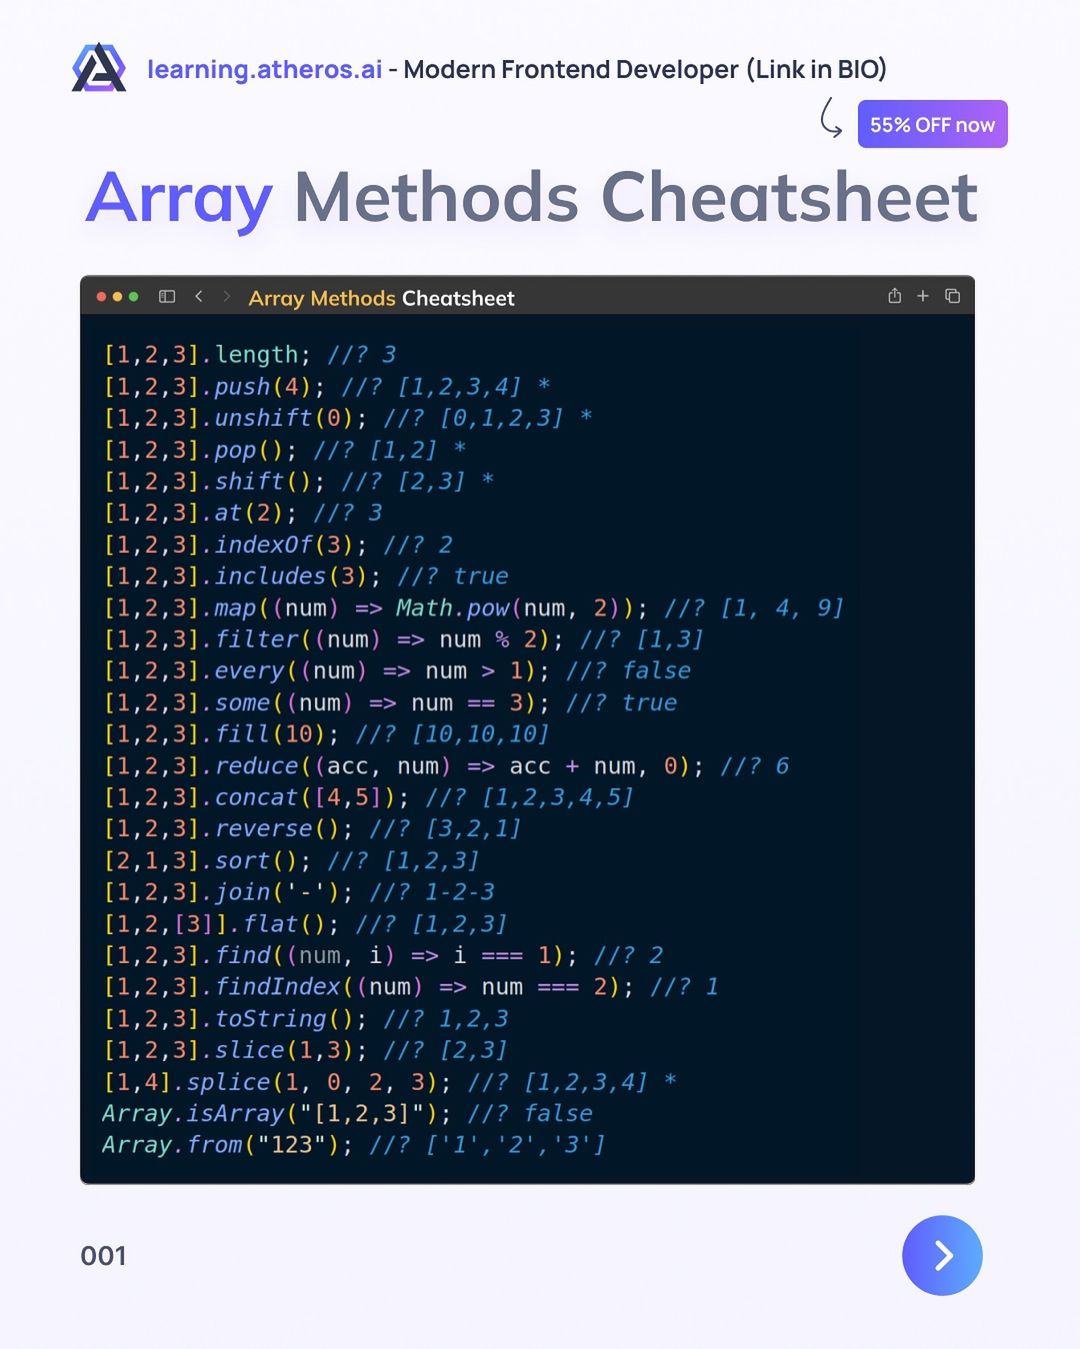 learning.atheros.ai - Modern Frontend Developer (Link in BIO)
55% OFF now
Array Methods Cheatsheet
Array Methods Cheatsheet
[1,2,3].length; //? 3
[1,2,3].push(4); //? [1,2,3,4] *
[1,2,3].unshift(0); //? [0,1,2,3] *
[1,2,3].pop(); //? [1,2] *
[1,2,3].shift(); //? [2,3] *
[1,2,3].at(2); //? 3
[1,2,3].indexOf(3); //? 2
[1,2,3].includes(3); //? true
[1,2,3].map((num) => Math.pow(num, 2)); //? [1, 4, 9]
[1,2,3].filter((num) => num % 2); //? [1,3]
[1,2,3].every((num) => num > 1); //? false
[1,2,3].some((num) => num == 3); //? true
[1,2,3].fill(10); //? [10,10,10]
[1,2,3].reduce((acc, num) => acc + num, 0); //? 6
[1,2,3].concat([4,5]); //? [1,2,3,4,5]
[1,2,3].reverse(); //? [3,2,1]
[2,1,3].sort(); //? [1,2,3]
[1,2,3].join('-'); //? 1-2-3
[1,2,[3]].flat(); //? [1,2,3]
[1,2,3].find((num, i) => i === 1); //? 2
[1,2,3].findIndex((num) => num === 2); //? 1
[1,2,3].toString(); //? 1,2,3
[1,2,3].slice(1,3); //? [2,3]
[1,4].splice(1, 0, 2, 3); //? [1,2,3,4] *
Array.isArray("[1,2,3]"); //? false
Array.from("123"); //? ['1','2','3']
001